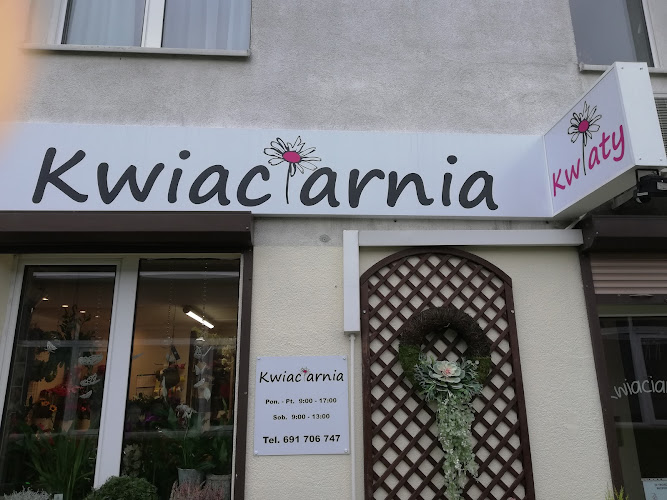 Kwiaciarnia
kwiaty
Kwiaciarnia
Pon. - Pt. 9:00 - 17:00
Sob. 9:00 - 13:00
Tel. 691 706 747